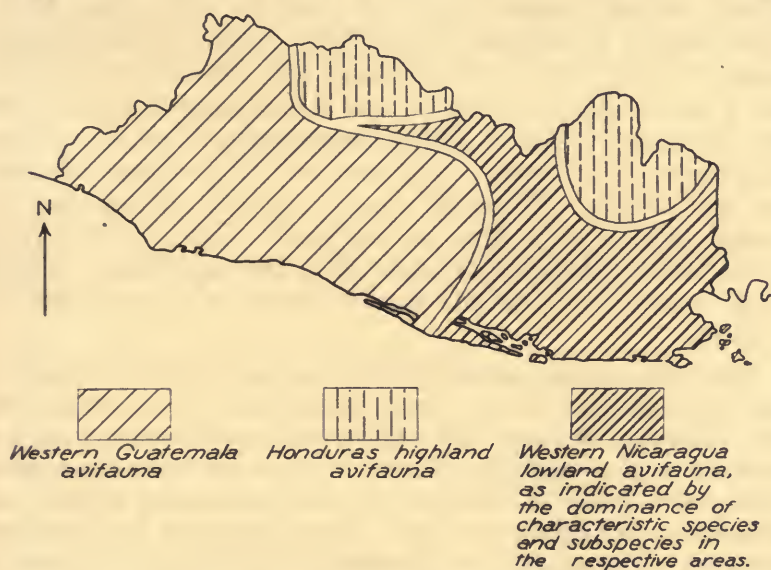 N
Western Guatemala
avifauna
Honduras highland
avifauna
Western Nicaragua
lowland avifauna,
as indicated by
the dominance of
characteristic species
and subspecies in
the respective areas.